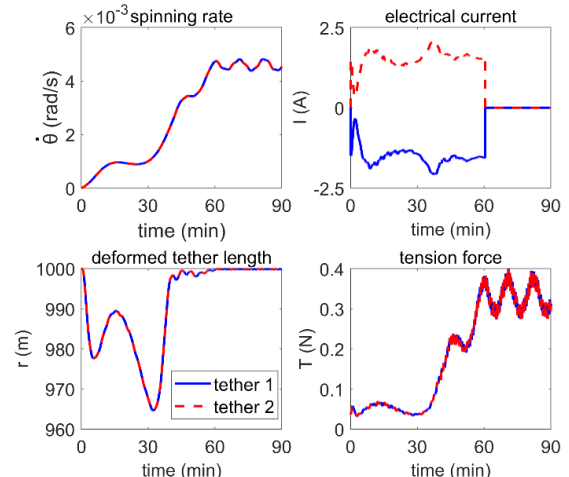 ×10⁻³ spinning rate
6
4
2
0
θ̇ (rad/s)
0 30 60 90
time (min)
electrical current
2.5
0
-2.5
I (A)
0 30 60 90
time (min)
deformed tether length
1000
990
980
970
960
r (m)
tether 1
tether 2
0 30 60 90
time (min)
tension force
0.4
0.3
0.2
0.1
0
T (N)
0 30 60 90
time (min)